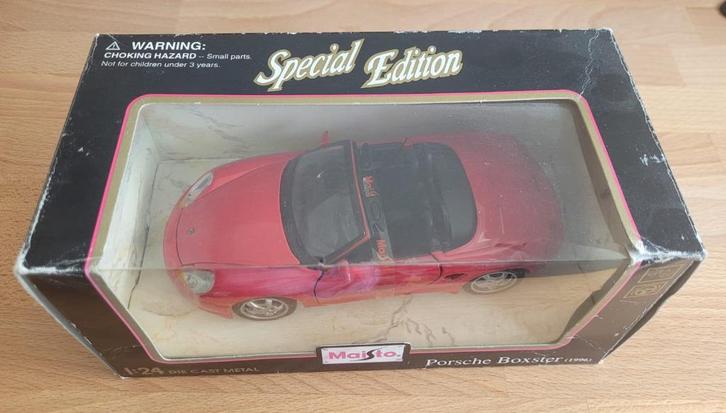 WARNING:
CHOKING HAZARD -- Small parts.
Not for children under 3 years.
Special Edition
Maisto
1:24 DIE CAST METAL
Porsche Boxster (1996)